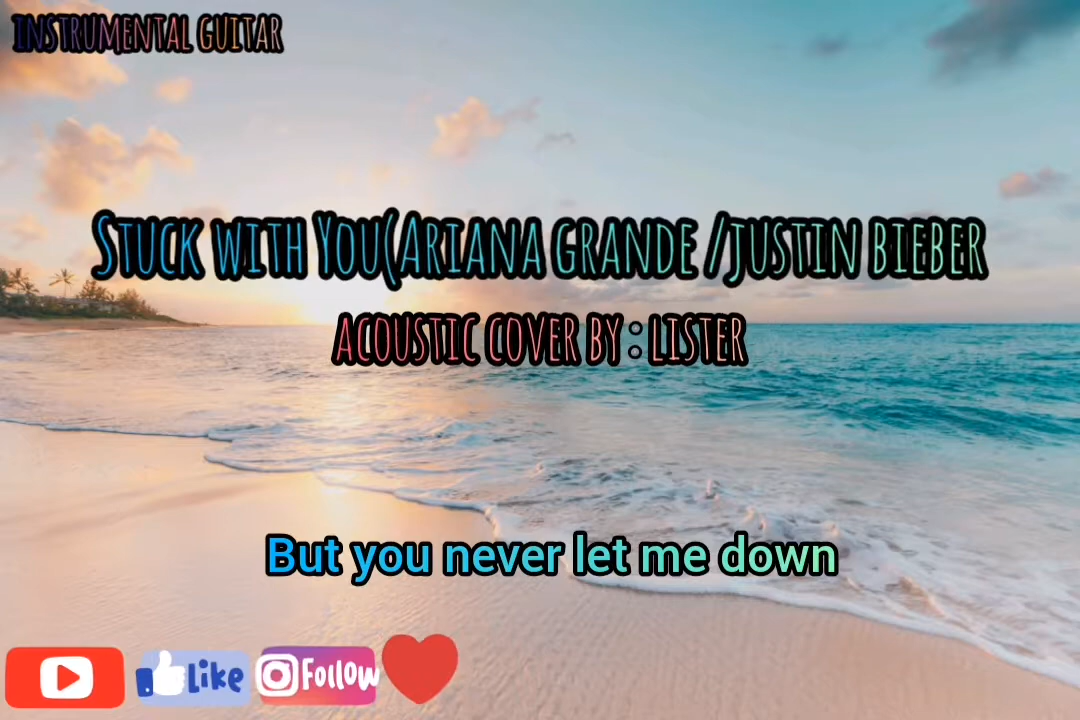 INSTRUMENTAL GUITAR
STUCK WITH YOU(ARIANA GRANDE /JUSTIN BIEBER
ACOUSTIC COVER BY : LISTER
But you never let me down
Like
Follow